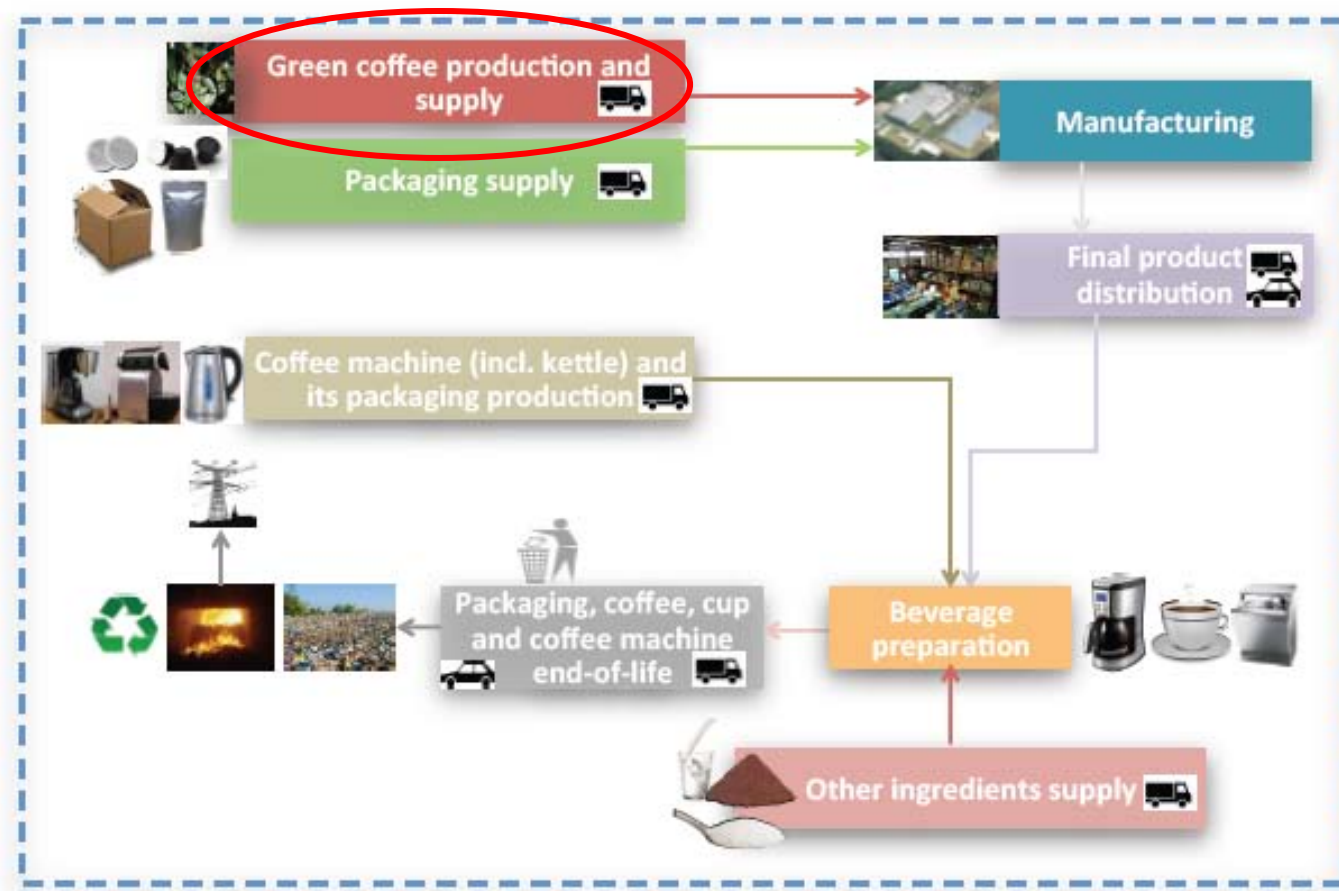 Green coffee production and
supply
Manufacturing
Packaging supply
Final product
distribution
Coffee machine (incl. kettle) and
its packaging production
Packaging, coffee, cup
and coffee machine
end-of-life
Beverage
preparation
Other ingredients supply